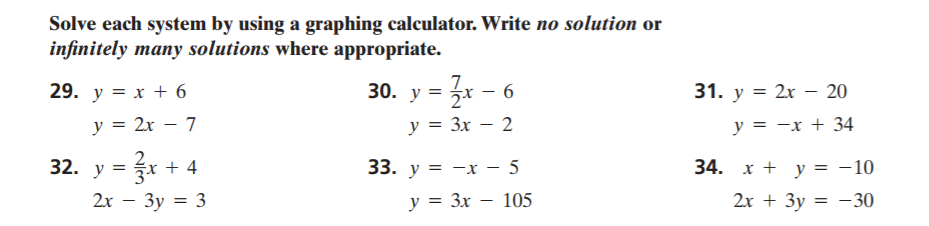 Solve each system by using a graphing calculator. Write no solution or
infinitely many solutions where appropriate.
29. y = x + 6
y = 2x − 7
30. y = 7/2x − 6
y = 3x − 2
31. y = 2x − 20
y = −x + 34
32. y = 2/3x + 4
2x − 3y = 3
33. y = −x − 5
y = 3x − 105
34. x + y = −10
2x + 3y = −30